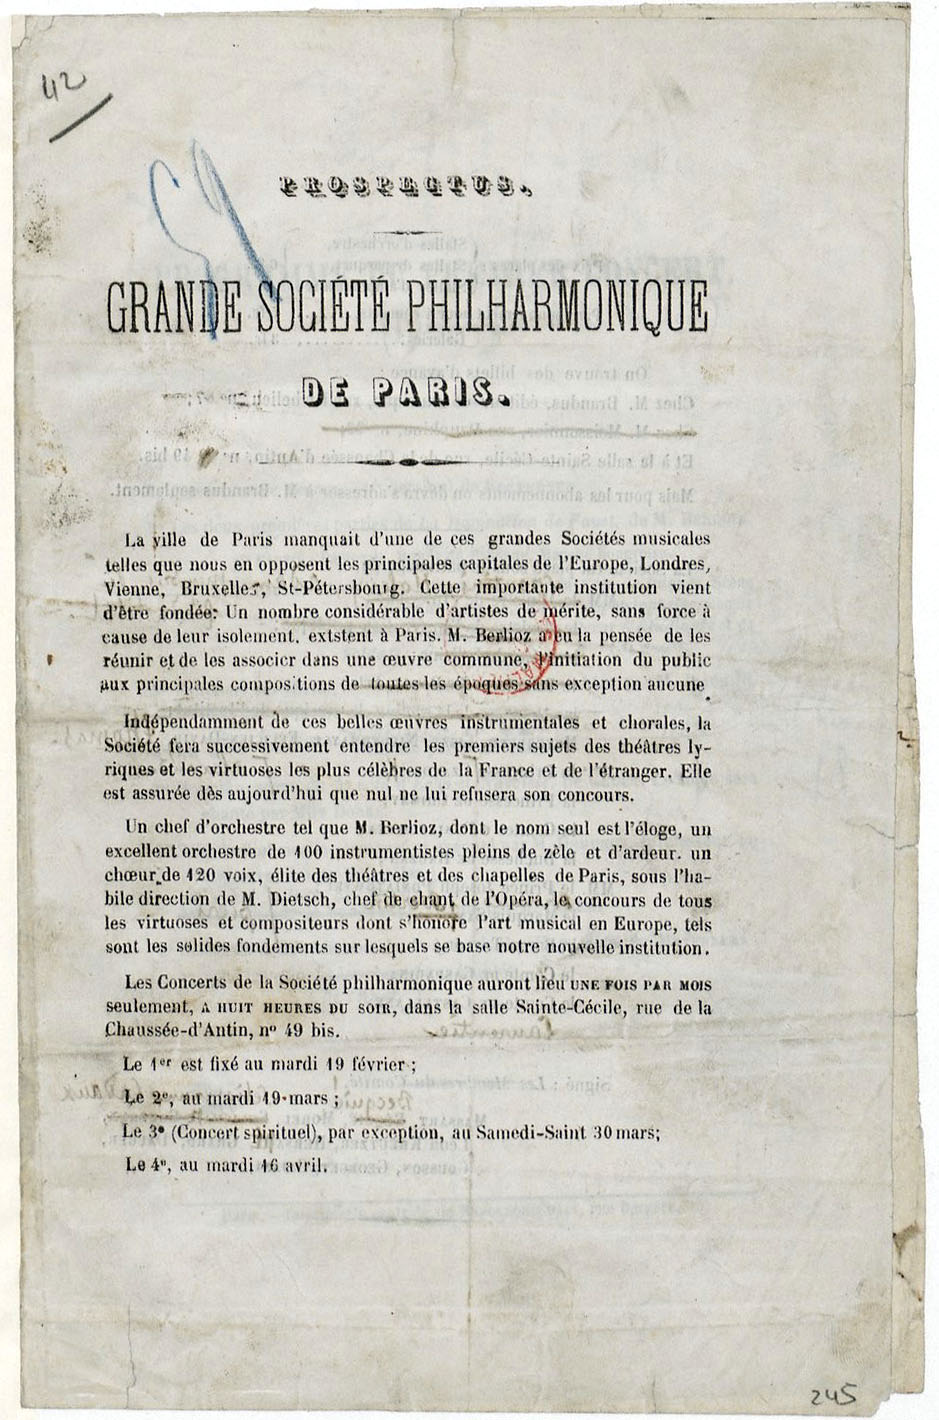 42
59
PROSPECTUS.
GRANDE SOCIÉTÉ PHILHARMONIQUE
DE PARIS.
La ville de Paris manquait d'une de ces grandes Sociétés musicales
telles que nous en opposent les principales capitales de l'Europe, Londres,
Vienne, Bruxelles, St-Pétersbourg. Cette importante institution vient
d'être fondée: Un nombre considérable d'artistes de mérite, sans force à
cause de leur isolement, extstent à Paris. M. Berlioz a eu la pensée de les
réunir et de les associer dans une œuvre commune, l'initiation du public
aux principales compositions de toutes les époques sans exception aucune.
Indépendamment de ces belles œuvres instrumentales et chorales, la
Société fera successivement entendre les premiers sujets des théâtres ly-
riques et les virtuoses les plus célèbres de la France et de l'étranger. Elle
est assurée dès aujourd'hui que nul ne lui refusera son concours.
Un chef d'orchestre tel que M. Berlioz, dont le nom seul est l'éloge, un
excellent orchestre de 100 instrumentistes pleins de zèle et d'ardeur. un
chœur de 120 voix, élite des théâtres et des chapelles de Paris, sous l'ha-
bile direction de M. Dietsch, chef de chant de l'Opéra, le concours de tous
les virtuoses et compositeurs dont s'honore l'art musical en Europe, tels
sont les solides fondements sur lesquels se base notre nouvelle institution.
Les Concerts de la Société philharmonique auront lieu UNE FOIS PAR MOIS
seulement, A HUIT HEURES DU SOIR, dans la salle Sainte-Cécile, rue de la
Chaussée-d'Antin, nº 49 bis.
Le 1er est fixé au mardi 19 février;
Le 2e, au mardi 19 mars;
Le 3e (Concert spirituel), par exception, au Samedi-Saint 30 mars;
Le 4e, au mardi 16 avril.
245